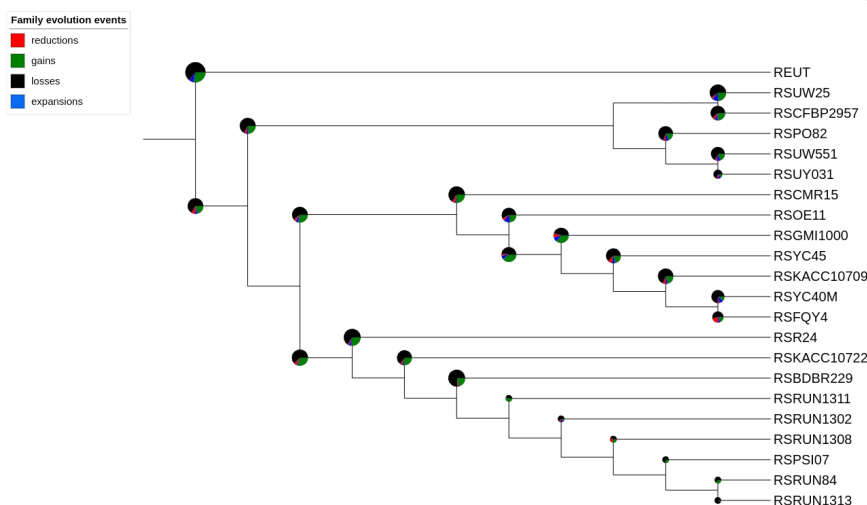 Family evolution events
reductions
gains
losses
expansions
REUT
RSUW25
RSCFBP2957
RSPO82
RSUW551
RSUY031
RSCMR15
RSOE11
RSGMI1000
RSYC45
RSKACC10709
RSYC40M
RSFQY4
RSR24
RSKACC10722
RSBDBR229
RSRUN1311
RSRUN1302
RSRUN1308
RSPSI07
RSRUN84
RSRUN1313